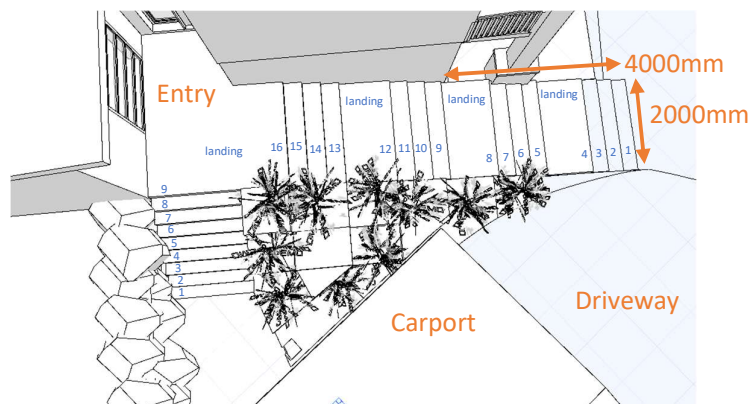 4000mm
Entry
2000mm
landing
landing
landing
landing
16 15 14 13 12 11 10 9 8 7 6 5 4 3 2 1
9
8
7
6
5
4
3
2
1
Driveway
Carport